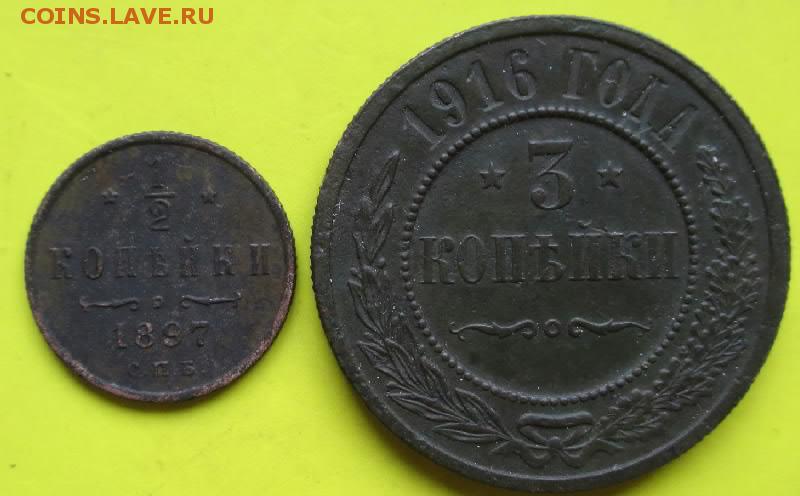 COINS.LAVE.RU
1
2
КОПѢЙКИ
1897
С.П.Б.
1916 ГОДА
3
КОПѢЙКИ